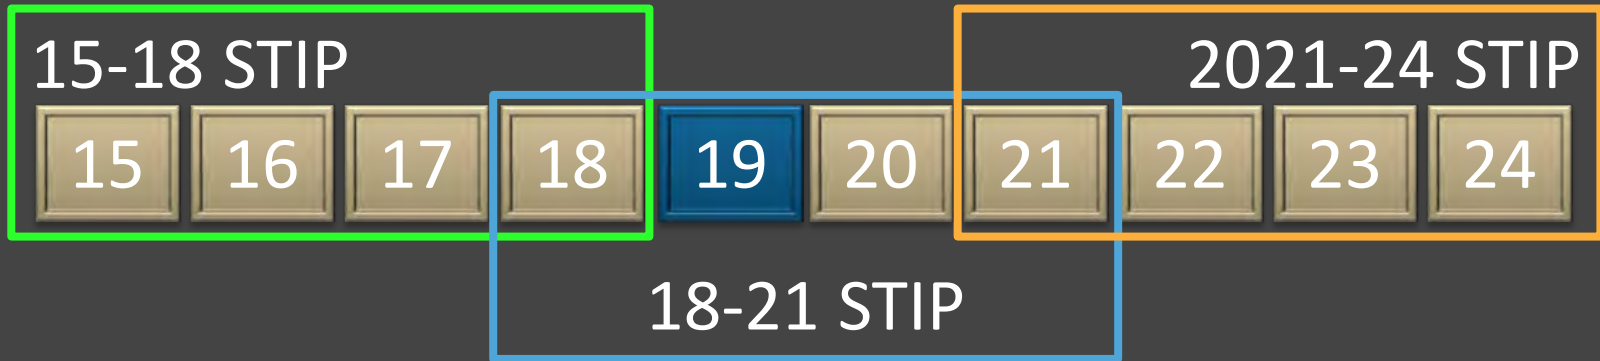 15-18 STIP
2021-24 STIP
15 16 17 18 19 20 21 22 23 24
18-21 STIP